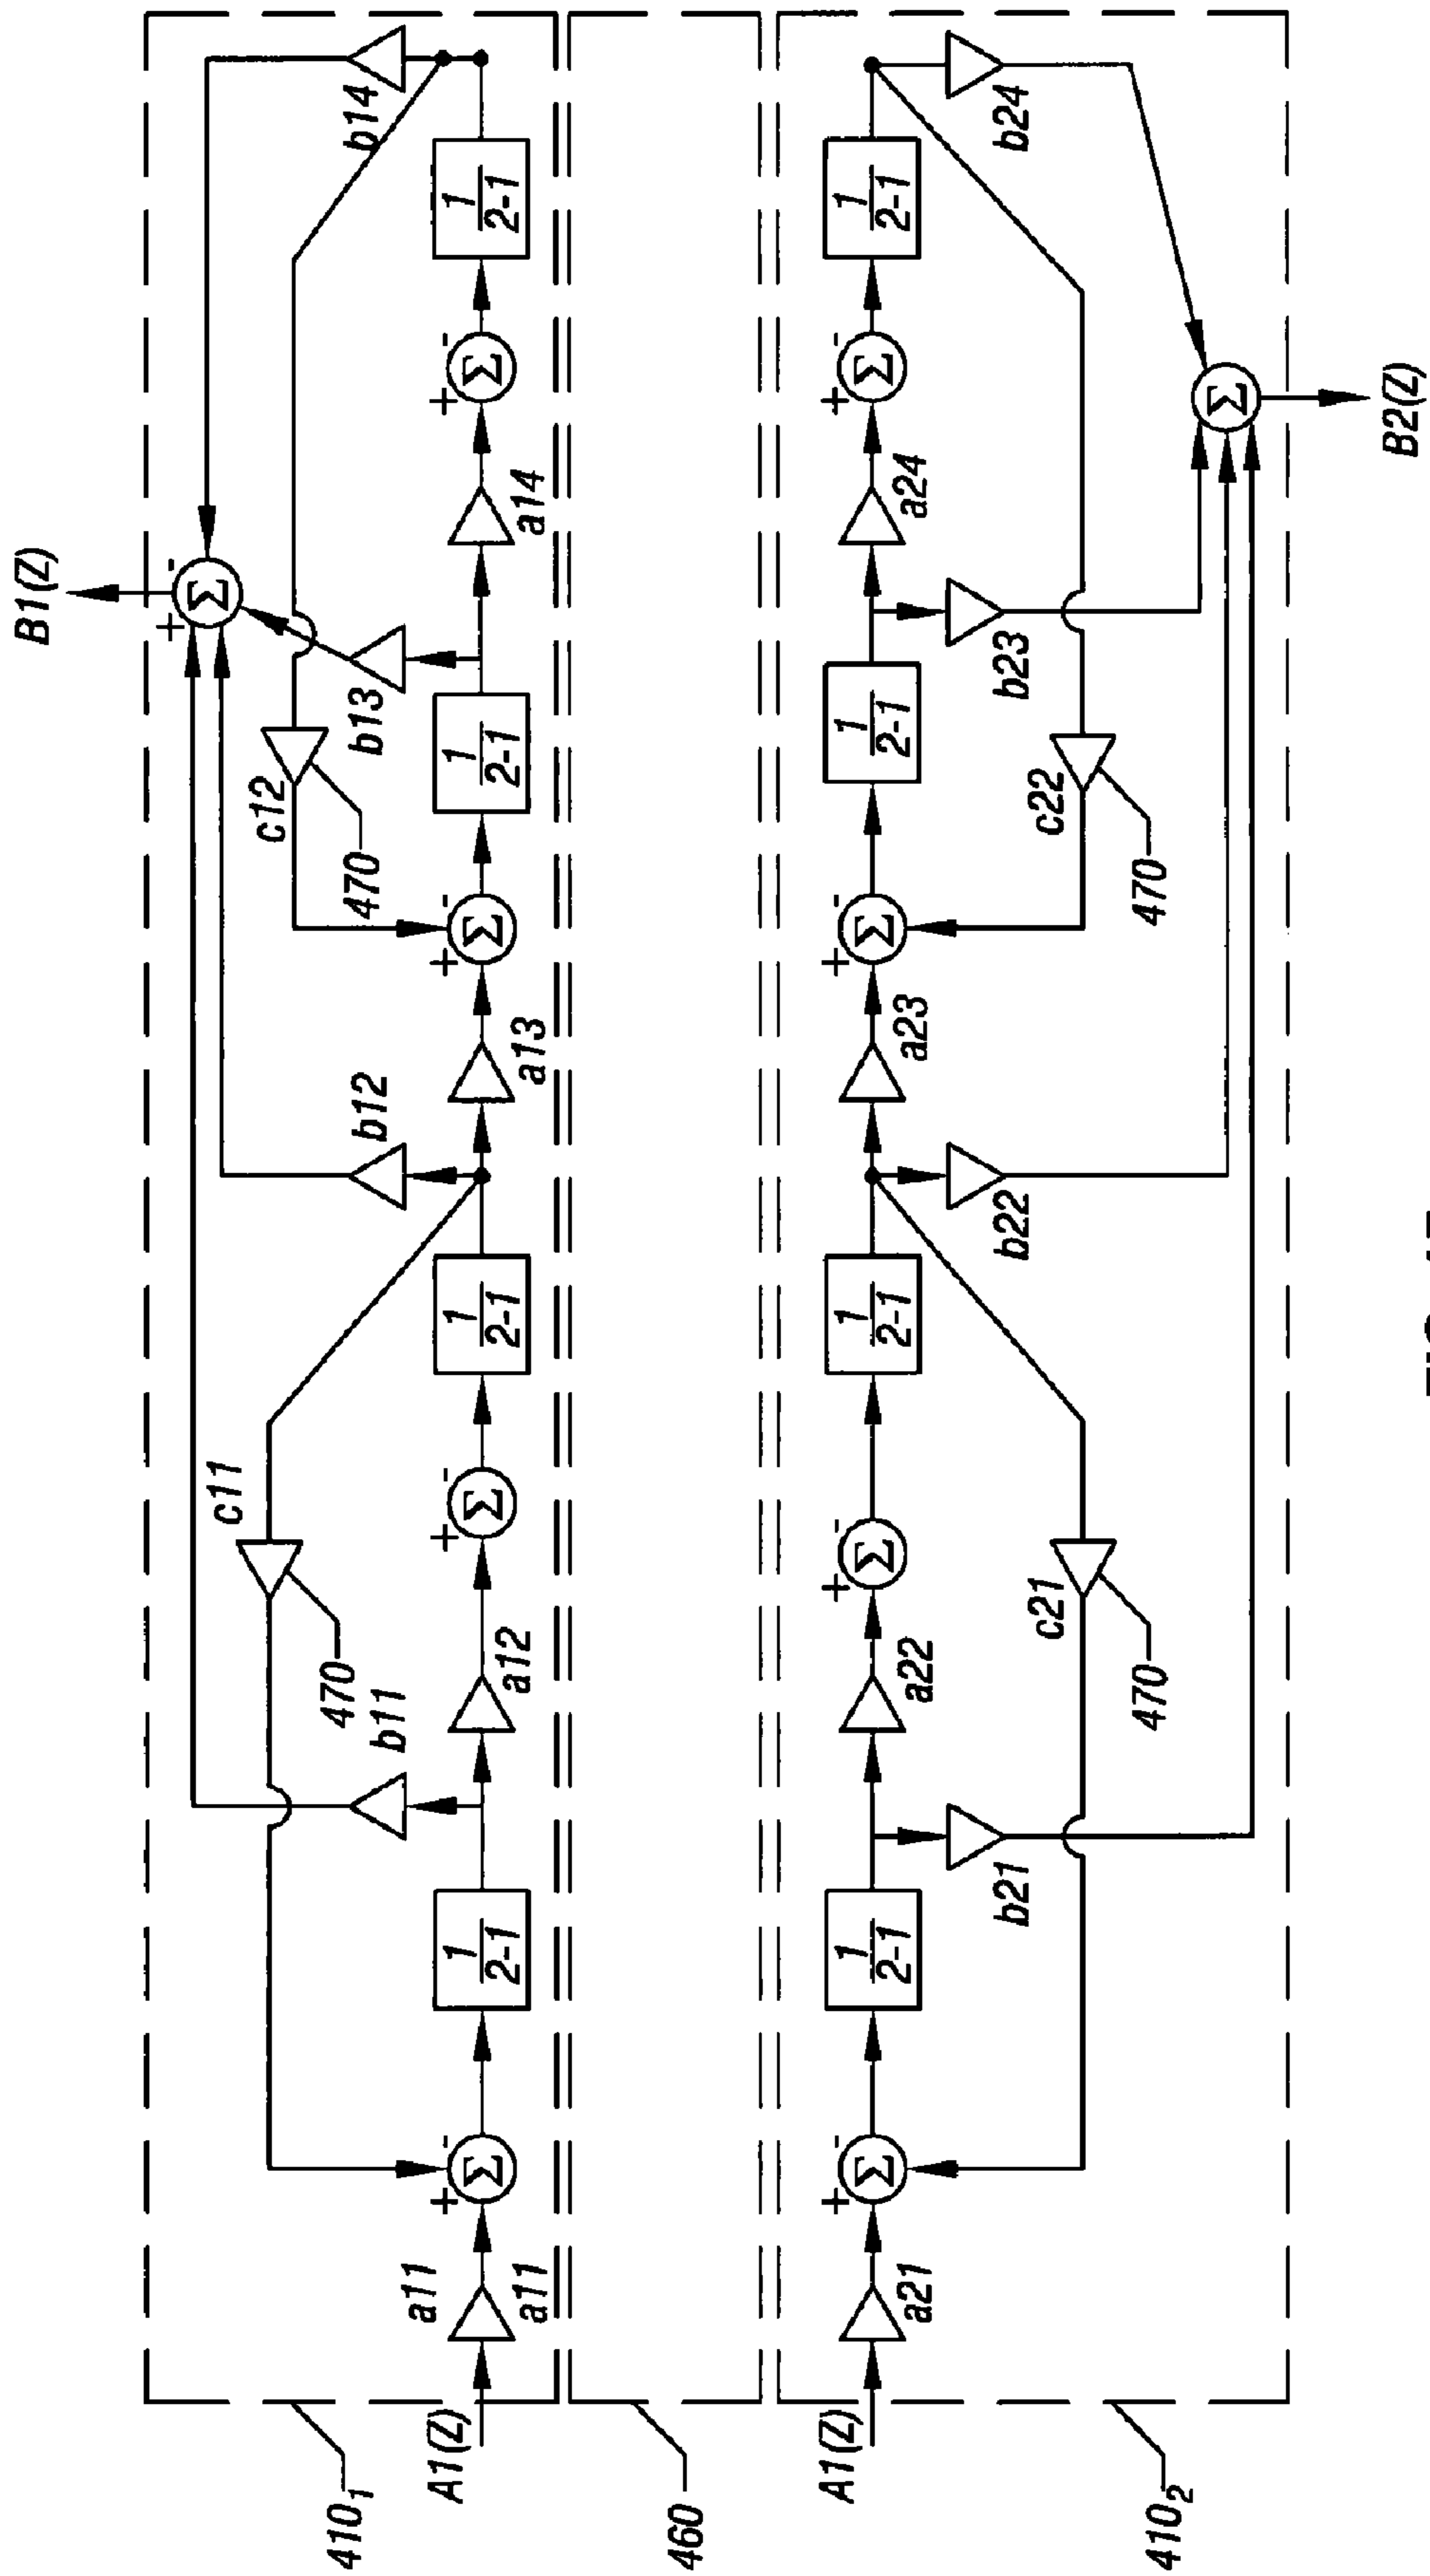 B1(Z)
+ Σ -
c11
c12
410₁
470
470
b11
b12
b13
b14
a11
A1(Z)
+ Σ -
1
2-1
+ Σ -
1
2-1
+ Σ -
1
2-1
+ Σ -
1
2-1
a11
a12
a13
a14
460
A1(Z)
+ Σ -
1
2-1
+ Σ -
1
2-1
+ Σ -
1
2-1
+ Σ -
1
2-1
a21
a22
a23
a24
b21
b22
b23
b24
c21
c22
410₂
470
470
Σ
B2(Z)